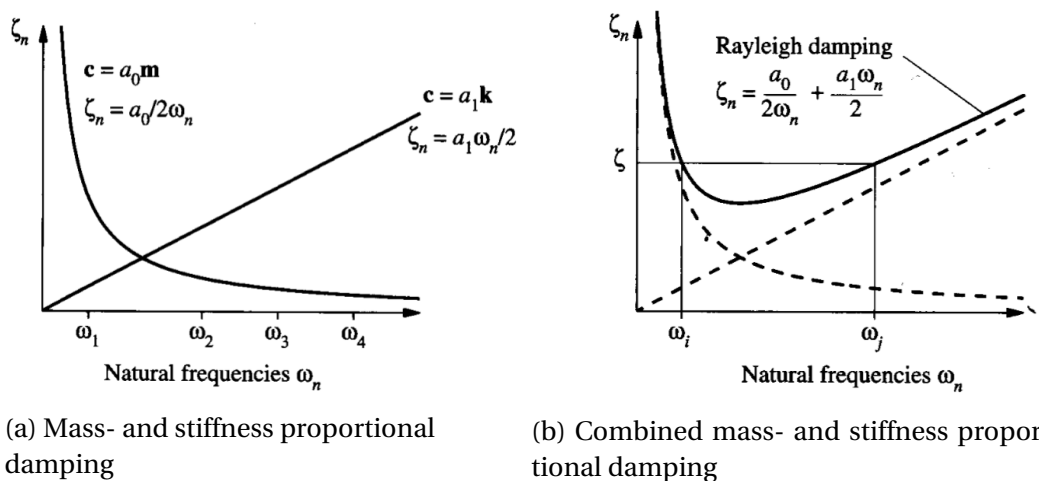 ζn
c = a0m
ζn = a0/2ωn
c = a1k
ζn = a1ωn/2
ω1 ω2 ω3 ω4
Natural frequencies ωn
(a) Mass- and stiffness proportional
damping
ζn
Rayleigh damping
ζn = a0/2ωn + a1ωn/2
ζ
ωi ωj
Natural frequencies ωn
(b) Combined mass- and stiffness propor
tional damping